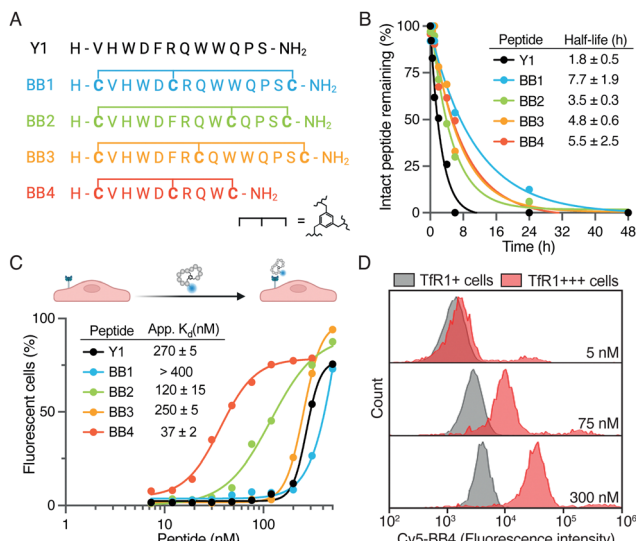 A
Y1 H - V H W D F R Q W W Q P S - NH₂
BB1 H - C V H W D C R Q W W Q P S C - NH₂
BB2 H - C V H W D F R Q W C Q P S C - NH₂
BB3 H - C V H W D F R C Q W W Q P S C - NH₂
BB4 H - C V H W D C R Q W C - NH₂
=
B
Intact peptide remaining (%)
100
75
50
25
0
0 8 16 24 32 40 48
Time (h)
Peptide Half-life (h)
Y1 1.8 ± 0.5
BB1 7.7 ± 1.9
BB2 3.5 ± 0.3
BB3 4.8 ± 0.6
BB4 5.5 ± 2.5
C
Fluorescent cells (%)
100
50
0
1 10 100
Peptide (nM)
Peptide App. Kd(nM)
Y1 270 ± 5
BB1 > 400
BB2 120 ± 15
BB3 250 ± 5
BB4 37 ± 2
D
TfR1+ cells TfR1+++ cells
Count
5 nM
75 nM
300 nM
10² 10³ 10⁴ 10⁵ 10⁶
Cy5-BB4 (Fluorescence intensity)